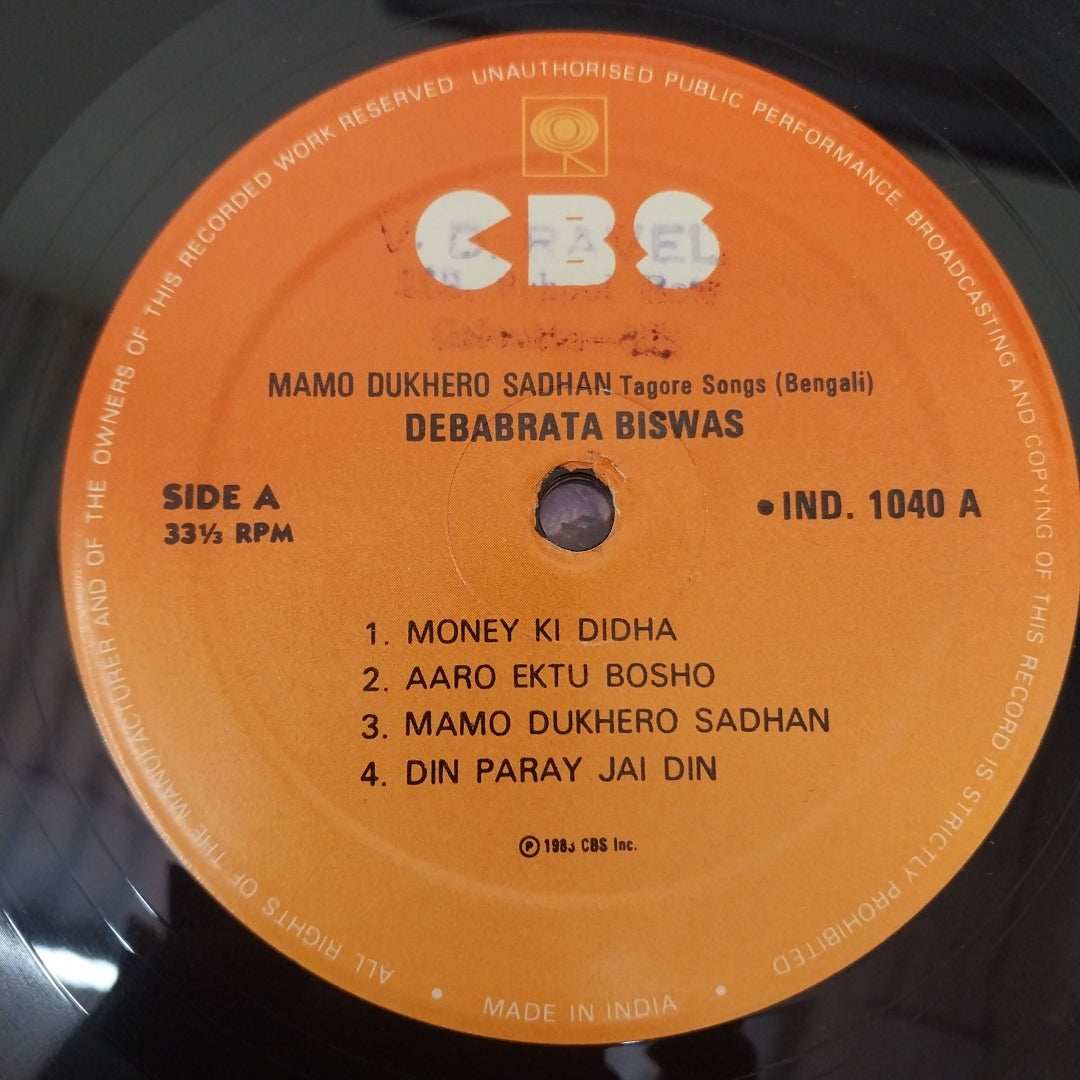 ALL RIGHTS OF THE MANUFACTURER AND OF THE OWNERS OF THIS RECORDED WORK RESERVED UNAUTHORISED PUBLIC PERFORMANCE BROADCASTING AND COPYING OF THIS RECORD IS STRICTLY PROHIBITED
CBS
MAMO DUKHERO SADHAN Tagore Songs (Bengali)
DEBABRATA BISWAS
SIDE A
33⅓ RPM
•IND. 1040 A
1. MONEY KI DIDHA
2. AARO EKTU BOSHO
3. MAMO DUKHERO SADHAN
4. DIN PARAY JAI DIN
Ⓟ 1983 CBS Inc.
• MADE IN INDIA •